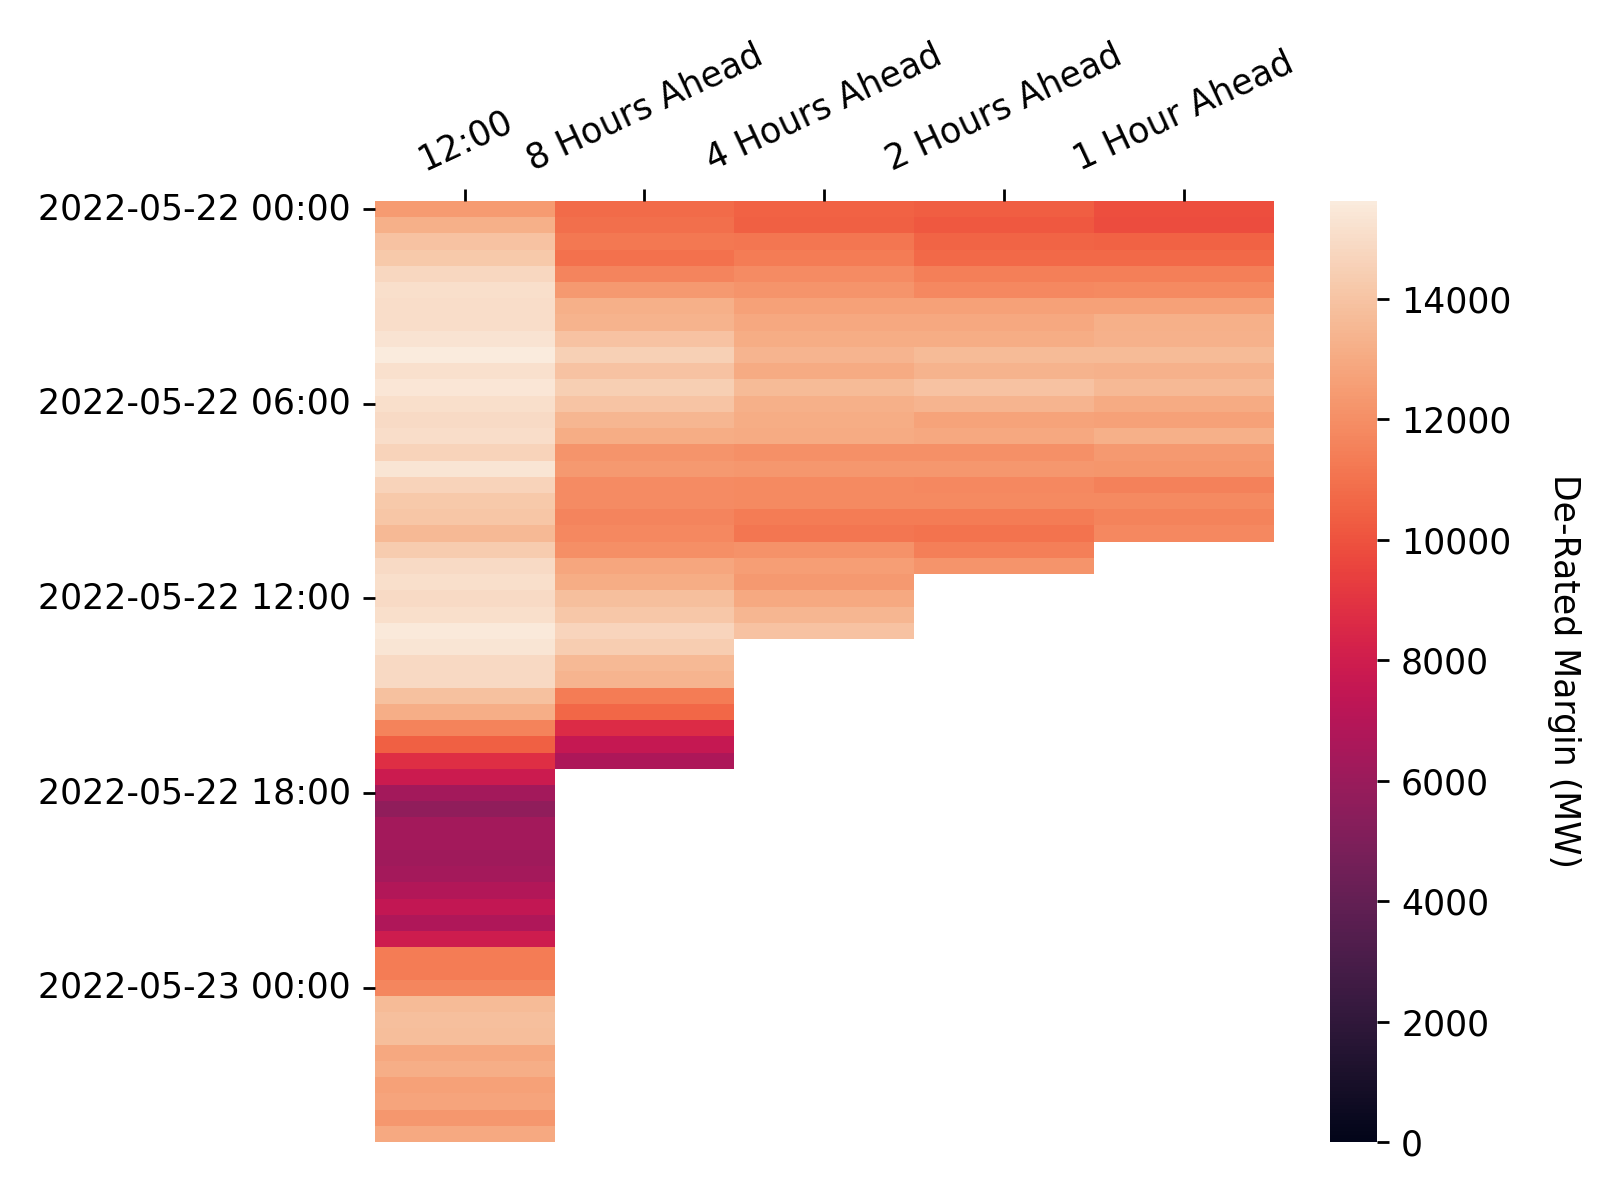 12:00
8 Hours Ahead
4 Hours Ahead
2 Hours Ahead
1 Hour Ahead
2022-05-22 00:00
2022-05-22 06:00
2022-05-22 12:00
2022-05-22 18:00
2022-05-23 00:00
14000
12000
10000
8000
6000
4000
2000
0
De-Rated Margin (MW)